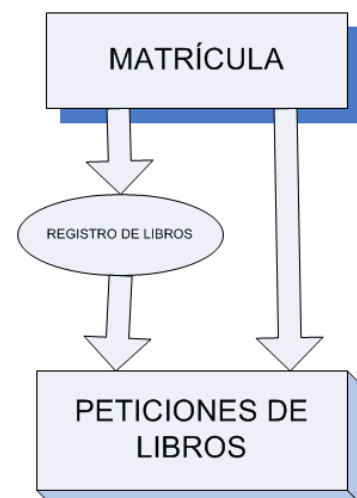 MATRÍCULA
REGISTRO DE LIBROS
PETICIONES DE
LIBROS